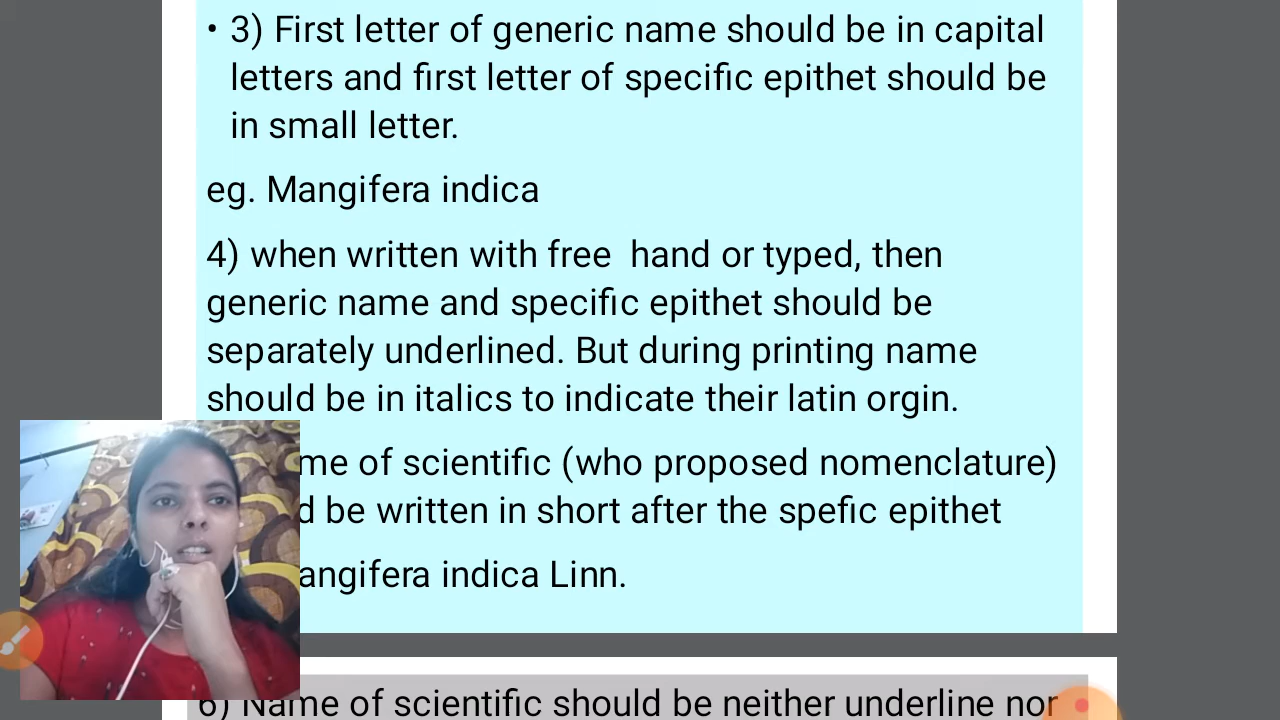 • 3) First letter of generic name should be in capital
letters and first letter of specific epithet should be
in small letter.
eg. Mangifera indica
4) when written with free hand or typed, then
generic name and specific epithet should be
separately underlined. But during printing name
should be in italics to indicate their latin orgin.
me of scientific (who proposed nomenclature)
d be written in short after the spefic epithet
angifera indica Linn.
6) Name of scientific should be neither underline nor